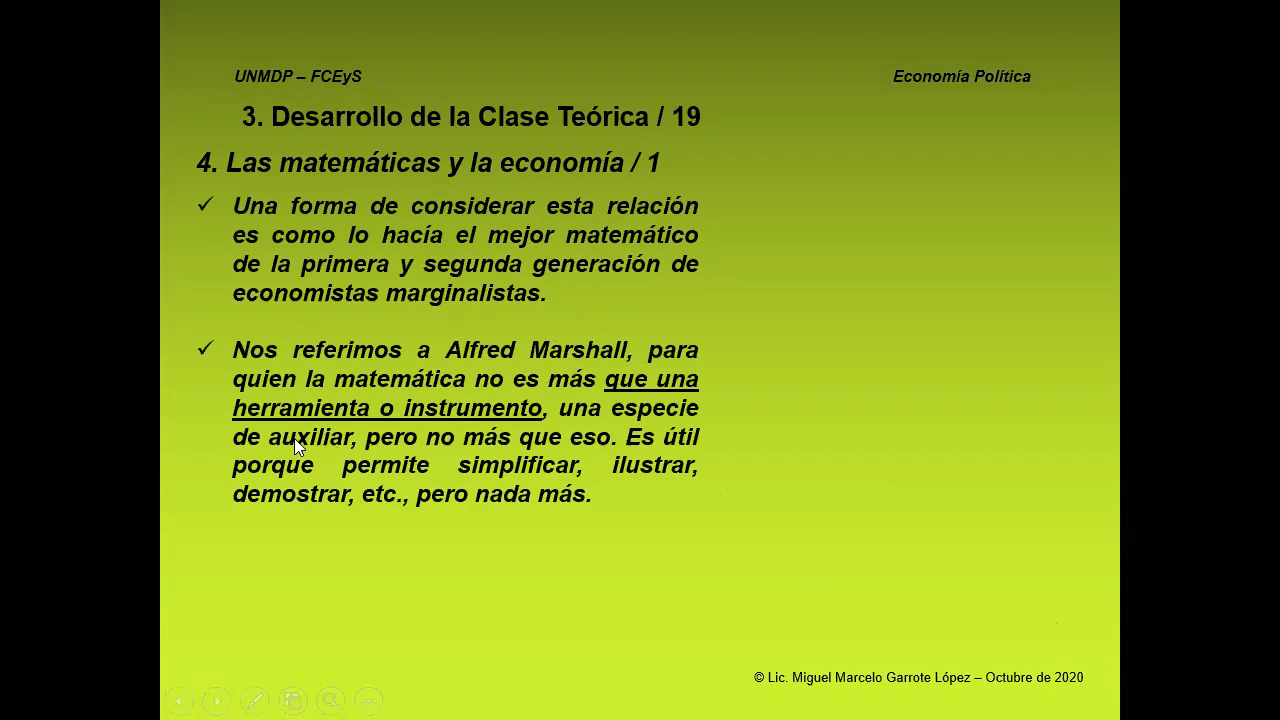 UNMDP – FCEyS
Economía Política
3. Desarrollo de la Clase Teórica / 19
4. Las matemáticas y la economía / 1
✓ Una forma de considerar esta relación
es como lo hacía el mejor matemático
de la primera y segunda generación de
economistas marginalistas.
✓ Nos referimos a Alfred Marshall, para
quien la matemática no es más que una
herramienta o instrumento, una especie
de auxiliar, pero no más que eso. Es útil
porque permite simplificar, ilustrar,
demostrar, etc., pero nada más.
© Lic. Miguel Marcelo Garrote López – Octubre de 2020